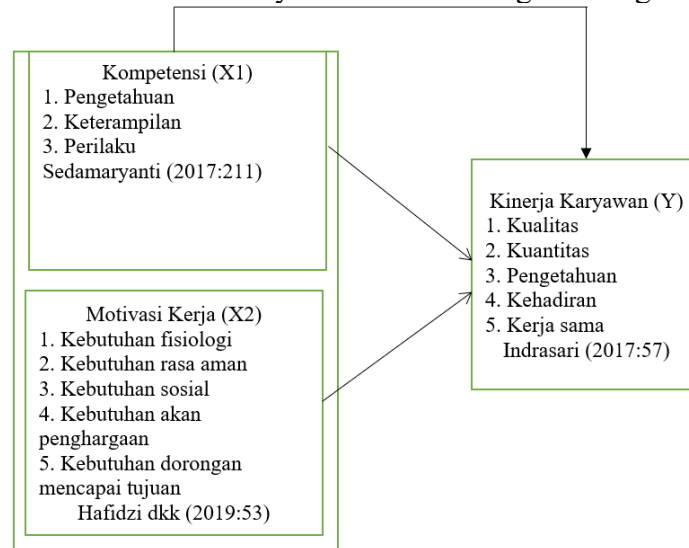 Kompetensi (X1)
1. Pengetahuan
2. Keterampilan
3. Perilaku
Sedamaryanti (2017:211)
Motivasi Kerja (X2)
1. Kebutuhan fisiologi
2. Kebutuhan rasa aman
3. Kebutuhan sosial
4. Kebutuhan akan
penghargaan
5. Kebutuhan dorongan
mencapai tujuan
Hafidzi dkk (2019:53)
Kinerja Karyawan (Y)
1. Kualitas
2. Kuantitas
3. Pengetahuan
4. Kehadiran
5. Kerja sama
Indrasari (2017:57)